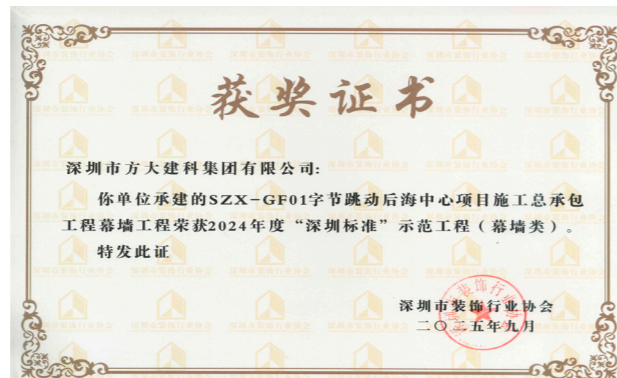 获奖证书
深圳市方大建科集团有限公司:
你单位承建的SZX-GF01字节跳动后海中心项目施工总承包
工程幕墙工程荣获2024年度“深圳标准”示范工程（幕墙类）。
特发此证
深圳市装饰行业协会
二〇二五年九月